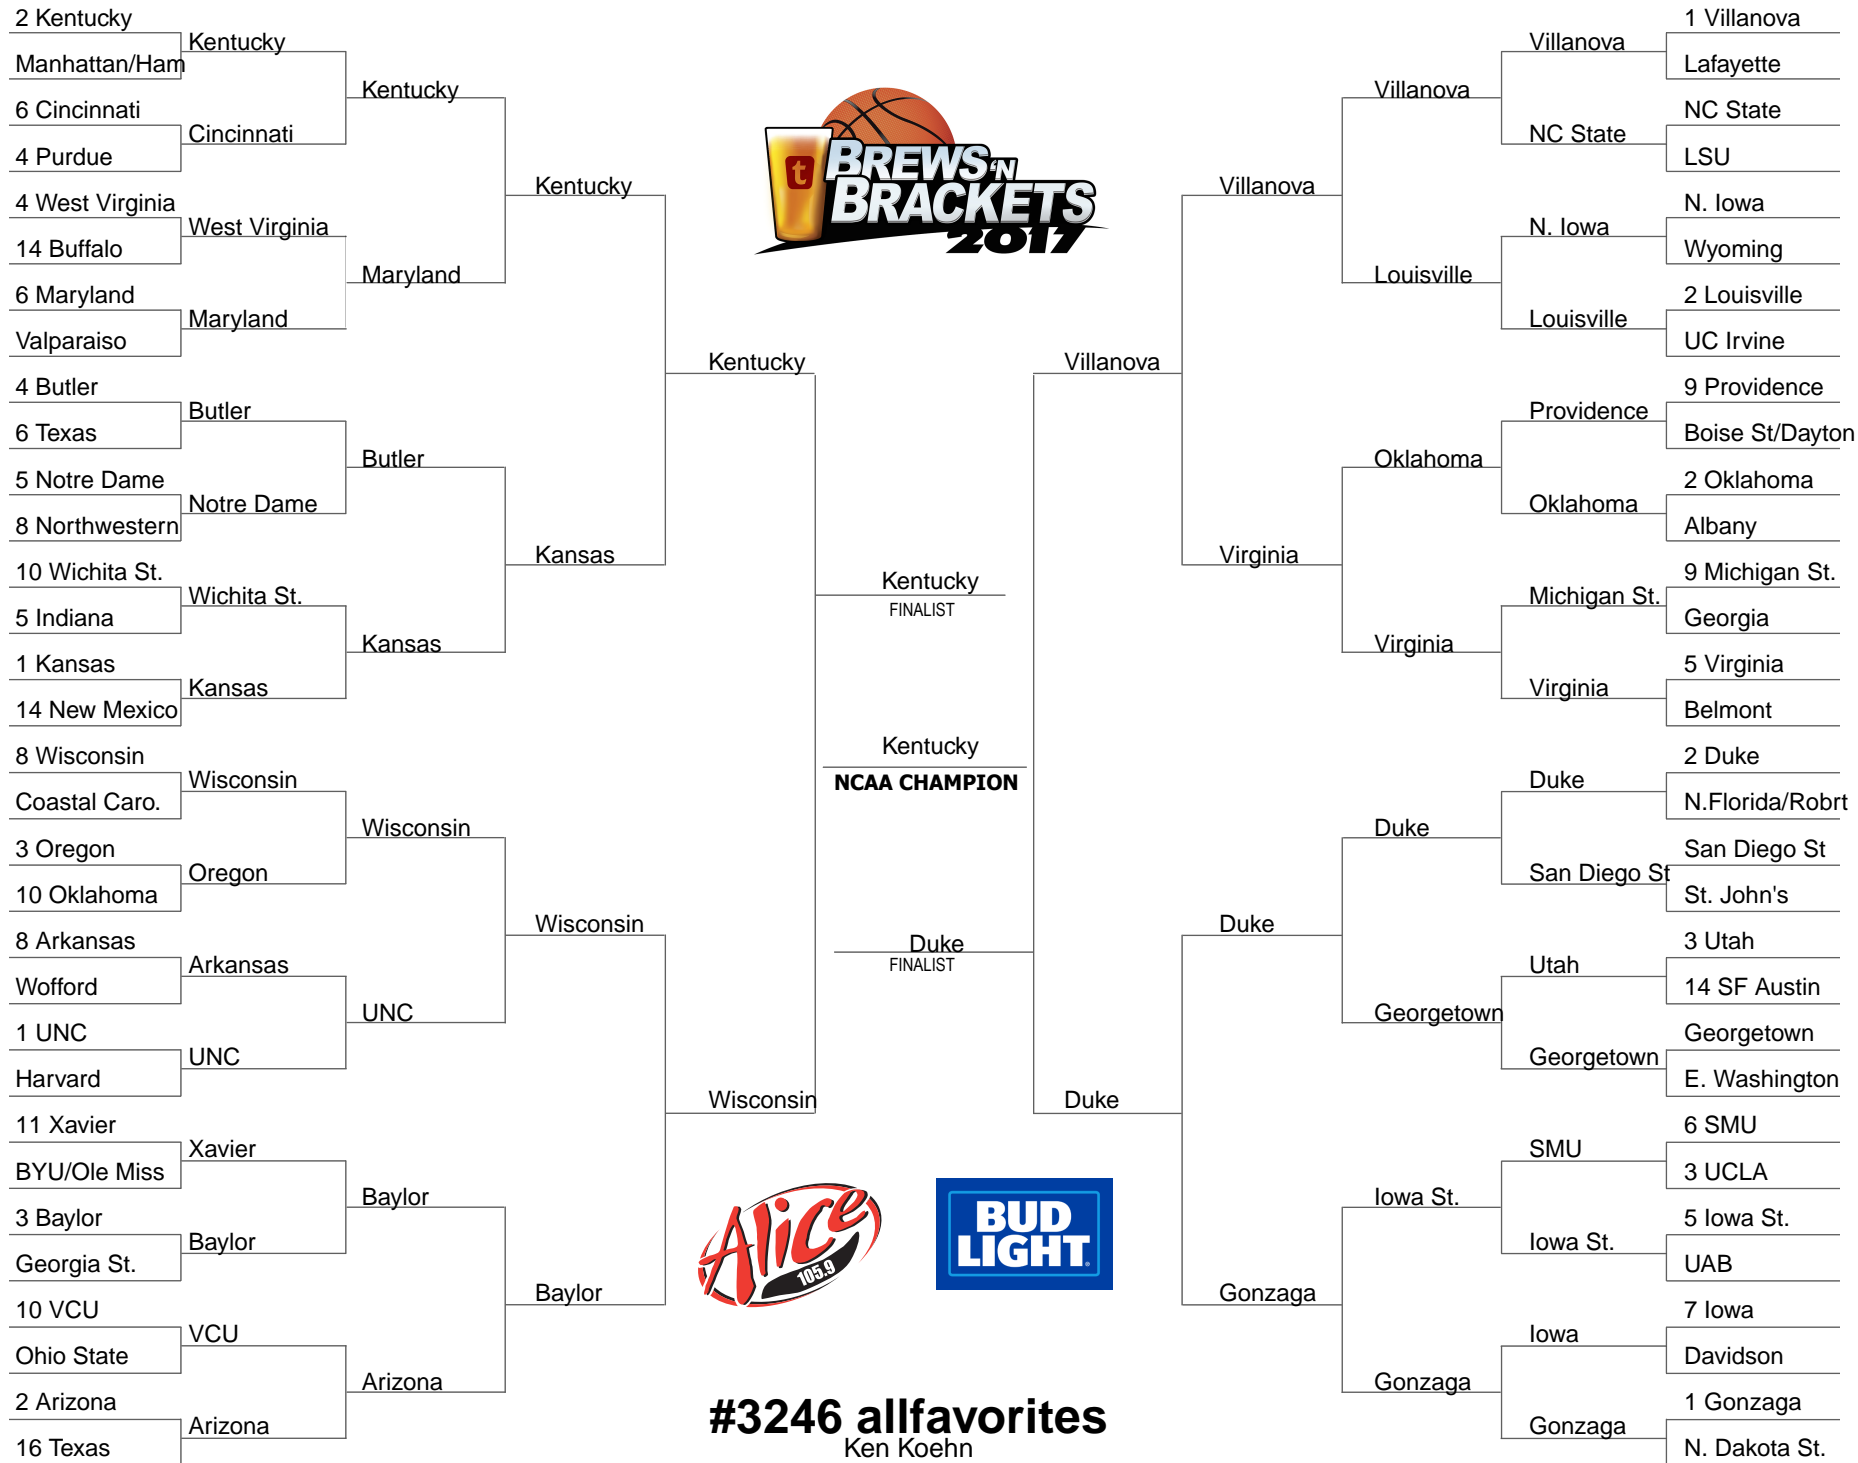 2 Kentucky
Manhattan/Ham
6 Cincinnati
4 Purdue
4 West Virginia
14 Buffalo
6 Maryland
Valparaiso
4 Butler
6 Texas
5 Notre Dame
8 Northwestern
10 Wichita St.
5 Indiana
1 Kansas
14 New Mexico
8 Wisconsin
Coastal Caro.
3 Oregon
10 Oklahoma
8 Arkansas
Wofford
1 UNC
Harvard
11 Xavier
BYU/Ole Miss
3 Baylor
Georgia St.
10 VCU
Ohio State
2 Arizona
16 Texas
Kentucky
Cincinnati
West Virginia
Maryland
Butler
Notre Dame
Wichita St.
Kansas
Wisconsin
Oregon
Arkansas
UNC
Xavier
Baylor
VCU
Arizona
Kentucky
Maryland
Butler
Kansas
Wisconsin
UNC
Baylor
Arizona
Kentucky
Kansas
Wisconsin
Baylor
Kentucky
Wisconsin
t
BREWS 'N
BRACKETS
2017
Kentucky
FINALIST
Kentucky
NCAA CHAMPION
Duke
FINALIST
Alice
105.9
BUD
LIGHT
#3246 allfavorites
Ken Koehn
Villanova
Duke
Villanova
Virginia
Duke
Gonzaga
Villanova
Louisville
Oklahoma
Virginia
Duke
Georgetown
Iowa St.
Gonzaga
Villanova
NC State
N. Iowa
Louisville
Providence
Oklahoma
Michigan St.
Virginia
Duke
San Diego St
Utah
Georgetown
SMU
Iowa St.
Iowa
Gonzaga
1 Villanova
Lafayette
NC State
LSU
N. Iowa
Wyoming
2 Louisville
UC Irvine
9 Providence
Boise St/Dayton
2 Oklahoma
Albany
9 Michigan St.
Georgia
5 Virginia
Belmont
2 Duke
N.Florida/Robrt
San Diego St
St. John's
3 Utah
14 SF Austin
Georgetown
E. Washington
6 SMU
3 UCLA
5 Iowa St.
UAB
7 Iowa
Davidson
1 Gonzaga
N. Dakota St.